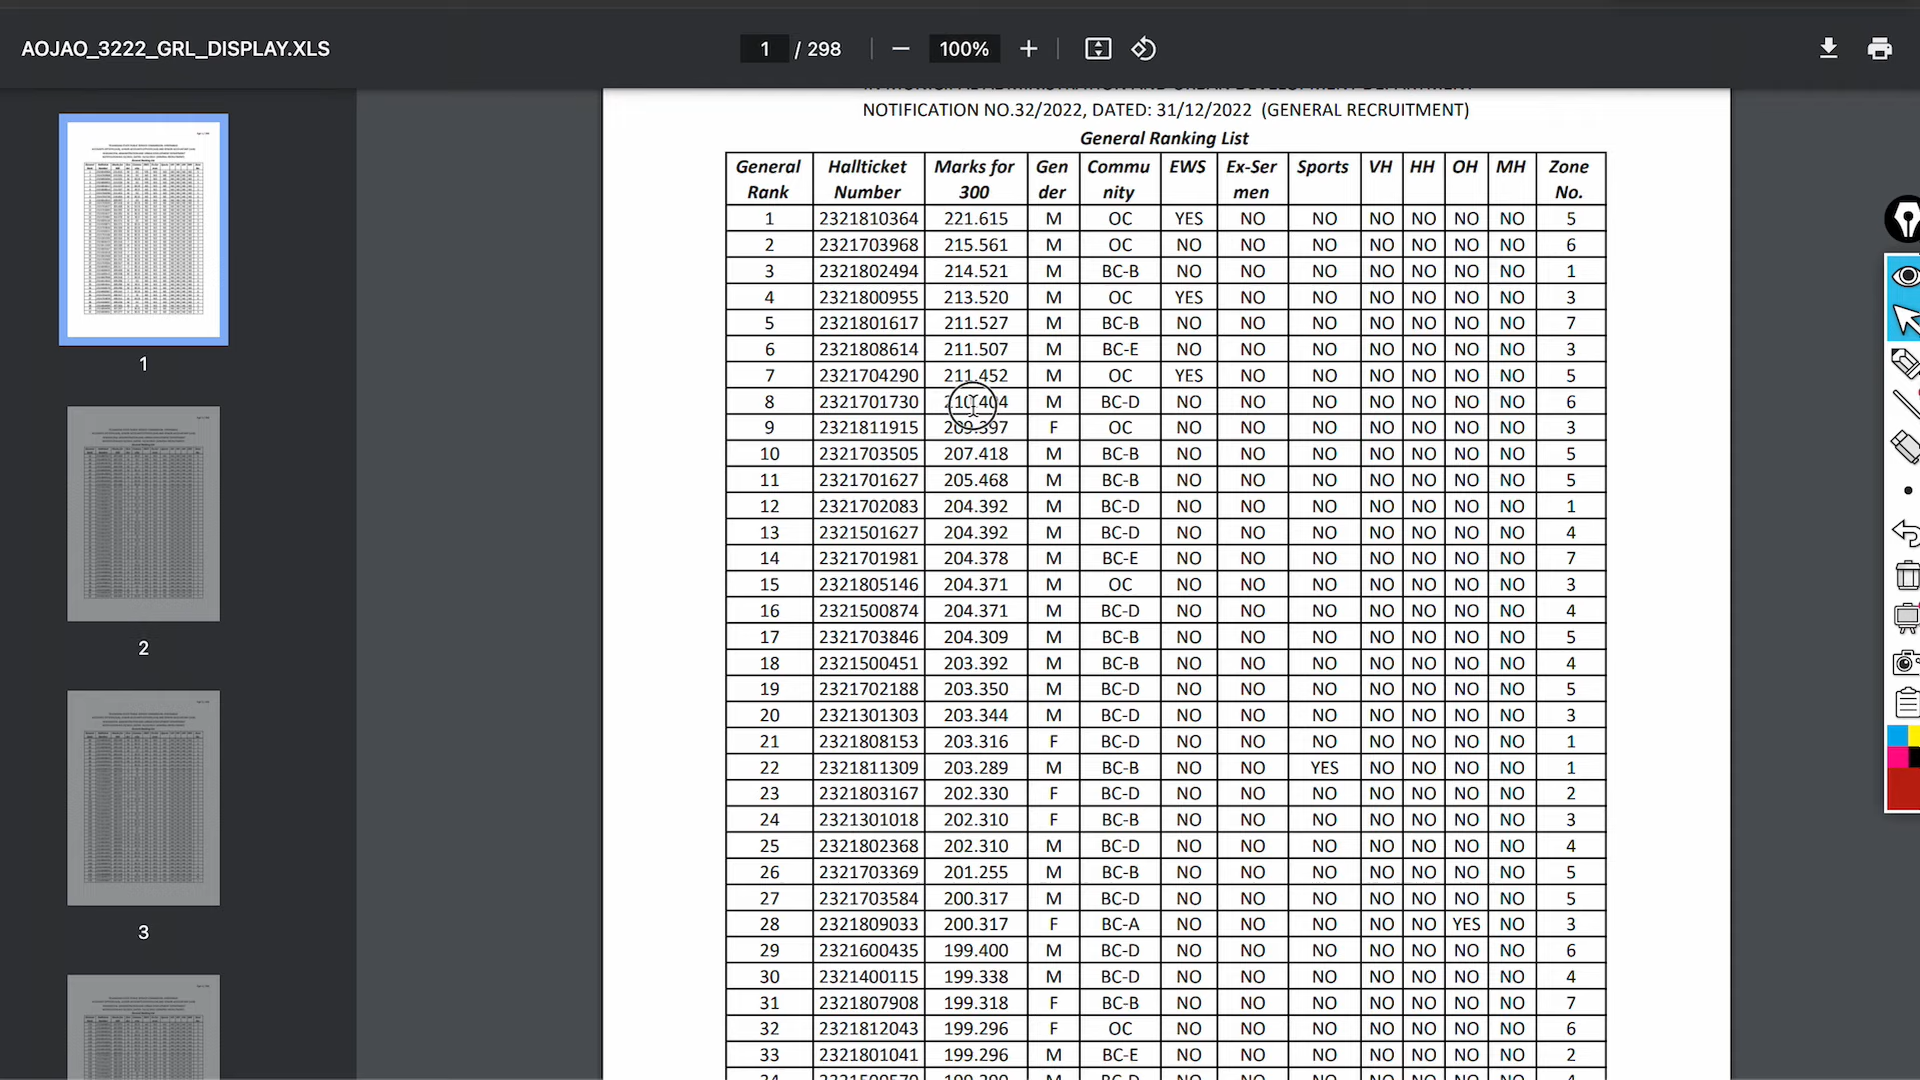 AOJAO_3222_GRL_DISPLAY.XLS
1 / 298
100%
NOTIFICATION NO.32/2022, DATED: 31/12/2022 (GENERAL RECRUITMENT)
General Ranking List
General Rank Hallticket Number Marks for 300 Gen der Commu nity EWS Ex-Ser men Sports VH HH OH MH Zone No.
1 2321810364 221.615 M OC YES NO NO NO NO NO NO 5
2 2321703968 215.561 M OC NO NO NO NO NO NO NO 6
3 2321802494 214.521 M BC-B NO NO NO NO NO NO NO 1
4 2321800955 213.520 M OC YES NO NO NO NO NO NO 3
5 2321801617 211.527 M BC-B NO NO NO NO NO NO NO 7
6 2321808614 211.507 M BC-E NO NO NO NO NO NO NO 3
7 2321704290 211.452 M OC YES NO NO NO NO NO NO 5
8 2321701730 210.404 M BC-D NO NO NO NO NO NO NO 6
9 2321811915 209.397 F OC NO NO NO NO NO NO NO 3
10 2321703505 207.418 M BC-B NO NO NO NO NO NO NO 5
11 2321701627 205.468 M BC-B NO NO NO NO NO NO NO 5
12 2321702083 204.392 M BC-D NO NO NO NO NO NO NO 1
13 2321501627 204.392 M BC-D NO NO NO NO NO NO NO 4
14 2321701981 204.378 M BC-E NO NO NO NO NO NO NO 7
15 2321805146 204.371 M OC NO NO NO NO NO NO NO 3
16 2321500874 204.371 M BC-D NO NO NO NO NO NO NO 4
17 2321703846 204.309 M BC-B NO NO NO NO NO NO NO 5
18 2321500451 203.392 M BC-B NO NO NO NO NO NO NO 4
19 2321702188 203.350 M BC-D NO NO NO NO NO NO NO 5
20 2321301303 203.344 M BC-D NO NO NO NO NO NO NO 3
21 2321808153 203.316 F BC-D NO NO NO NO NO NO NO 1
22 2321811309 203.289 M BC-B NO NO YES NO NO NO NO 1
23 2321803167 202.330 F BC-D NO NO NO NO NO NO NO 2
24 2321301018 202.310 F BC-B NO NO NO NO NO NO NO 3
25 2321802368 202.310 M BC-D NO NO NO NO NO NO NO 4
26 2321703369 201.255 M BC-B NO NO NO NO NO NO NO 5
27 2321703584 200.317 M BC-D NO NO NO NO NO NO NO 5
28 2321809033 200.317 F BC-A NO NO NO NO NO YES NO 3
29 2321600435 199.400 M BC-D NO NO NO NO NO NO NO 6
30 2321400115 199.338 M BC-D NO NO NO NO NO NO NO 4
31 2321807908 199.318 F BC-B NO NO NO NO NO NO NO 7
32 2321812043 199.296 F OC NO NO NO NO NO NO NO 6
33 2321801041 199.296 M BC-E NO NO NO NO NO NO NO 2
1
2
3